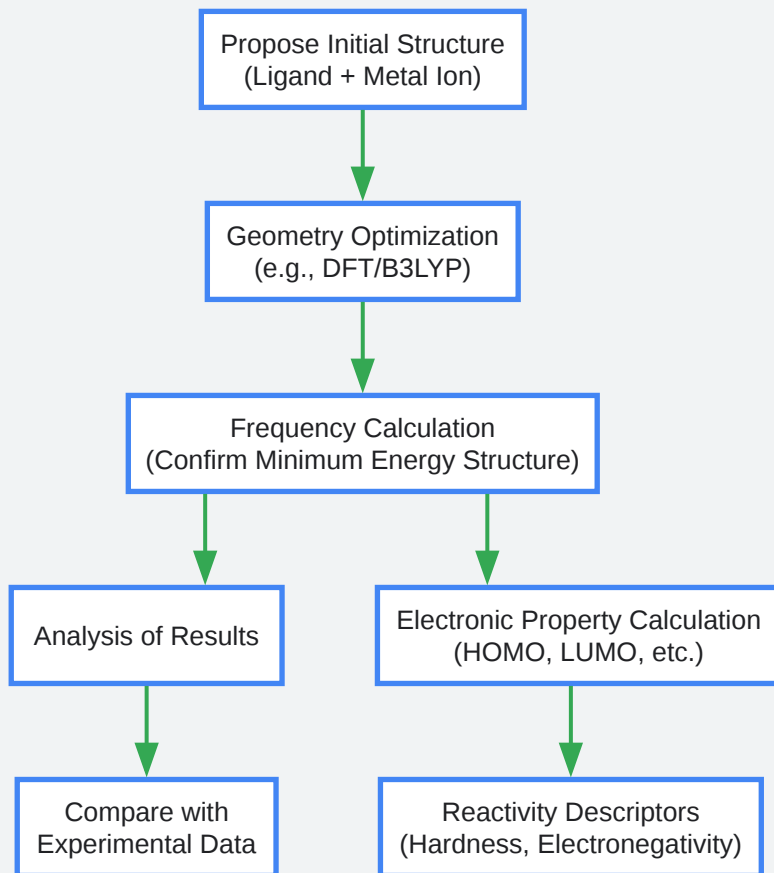 Propose Initial Structure
(Ligand + Metal Ion)
Geometry Optimization
(e.g., DFT/B3LYP)
Frequency Calculation
(Confirm Minimum Energy Structure)
Analysis of Results
Electronic Property Calculation
(HOMO, LUMO, etc.)
Compare with
Experimental Data
Reactivity Descriptors
(Hardness, Electronegativity)